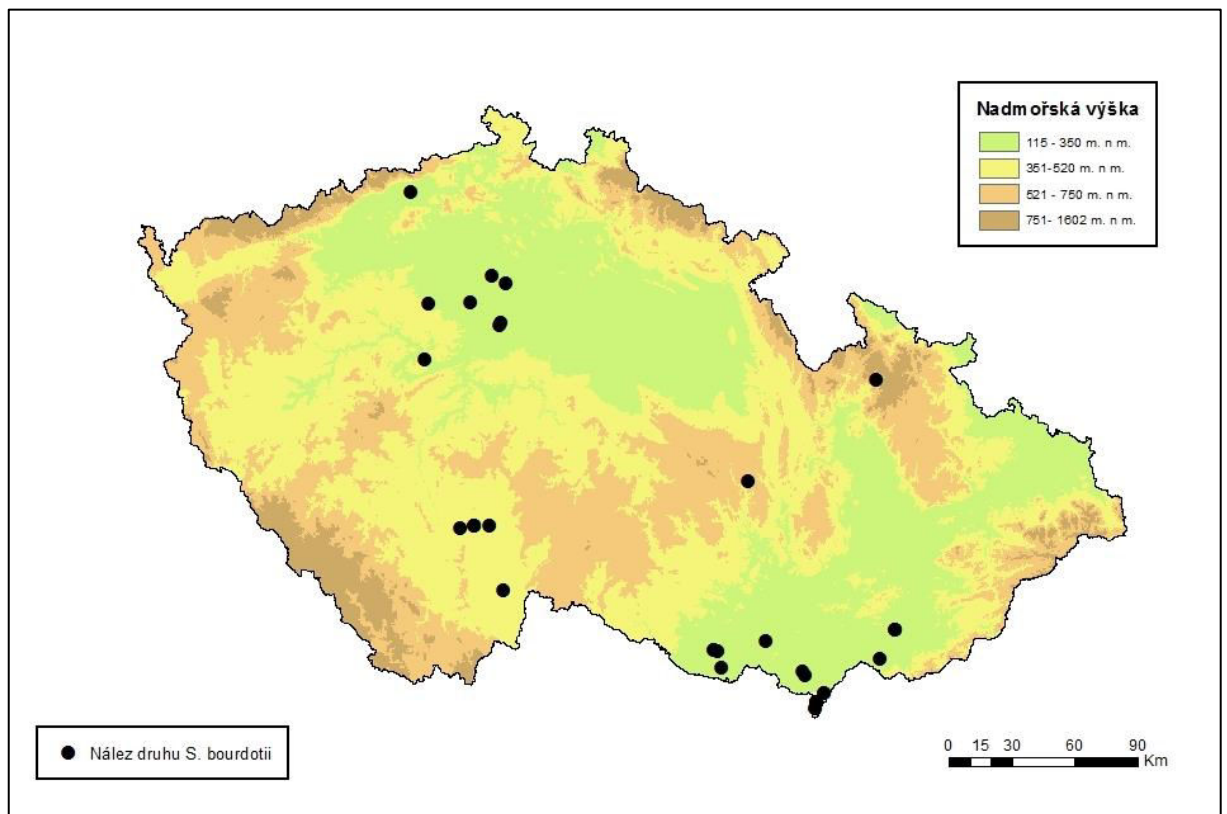 Nadmořská výška
115 - 350 m. n m.
351-520 m. n m.
521 - 750 m. n m.
751- 1602 m. n m.
Nález druhu S. bourdotii
0 15 30 60 90
Km